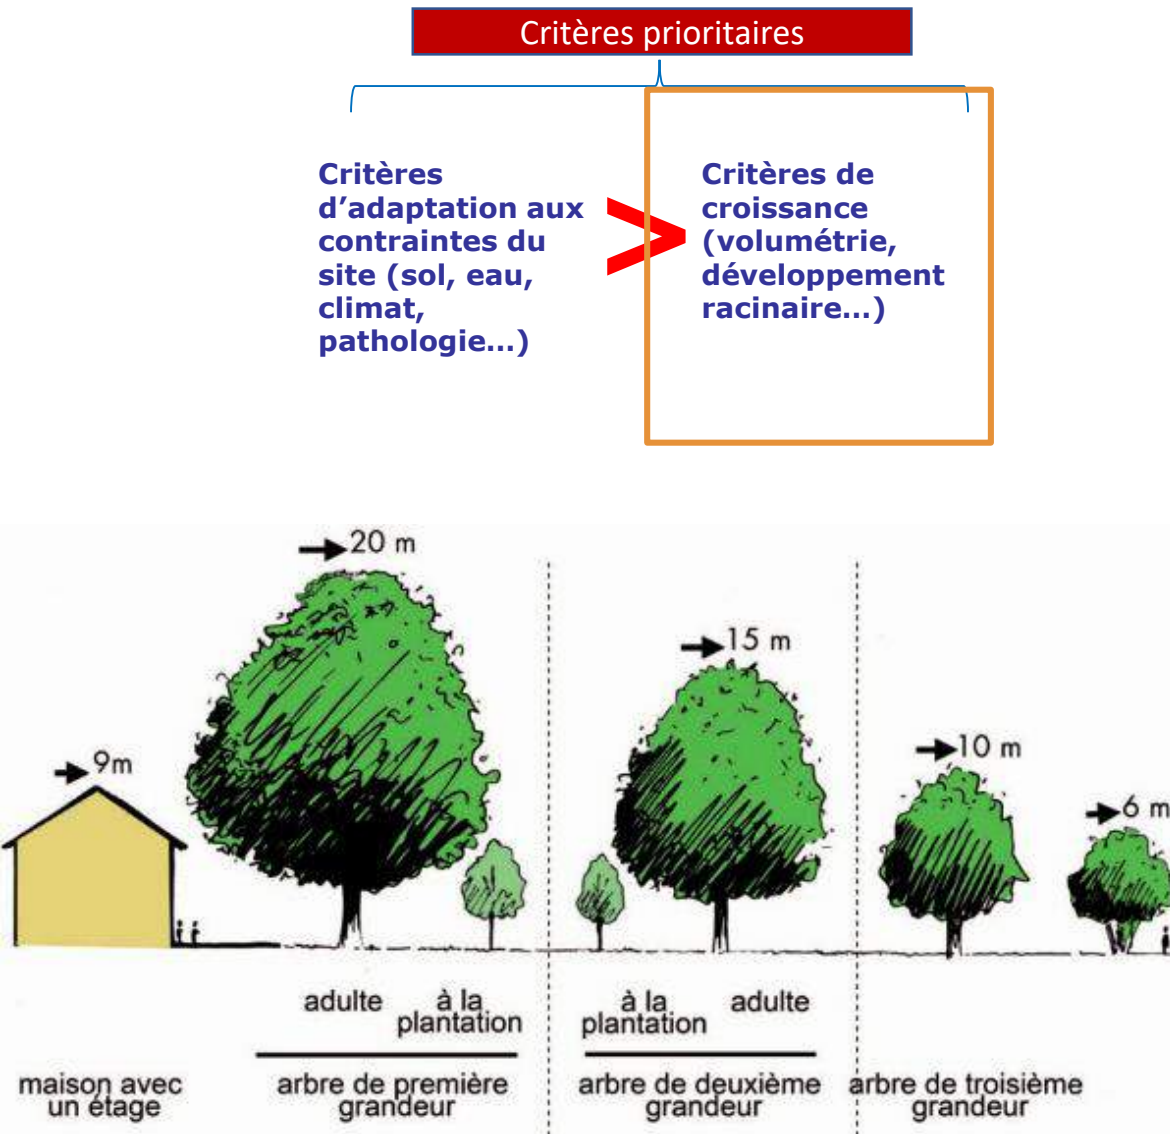 Critères prioritaires
Critères
d’adaptation aux
contraintes du
site (sol, eau,
climat,
pathologie…)
>
Critères de
croissance
(volumétrie,
développement
racinaire…)
20 m
15 m
10 m
9m
6 m
adulte
à la
plantation
à la
plantation
adulte
maison avec
un étage
arbre de première
grandeur
arbre de deuxième
grandeur
arbre de troisième
grandeur